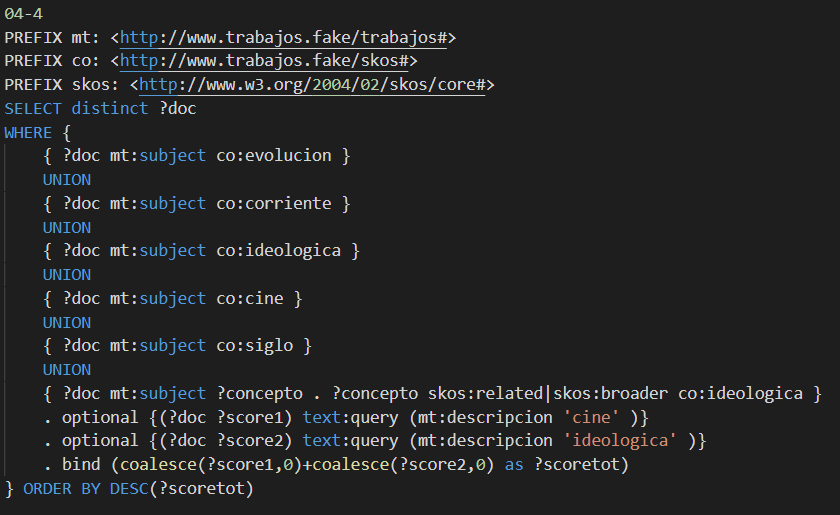 04-4
PREFIX mt: <http://www.trabajos.fake/trabajos#>
PREFIX co: <http://www.trabajos.fake/skos#>
PREFIX skos: <http://www.w3.org/2004/02/skos/core#>
SELECT distinct ?doc
WHERE {
    { ?doc mt:subject co:evolucion }
    UNION
    { ?doc mt:subject co:corriente }
    UNION
    { ?doc mt:subject co:ideologica }
    UNION
    { ?doc mt:subject co:cine }
    UNION
    { ?doc mt:subject co:siglo }
    UNION
    { ?doc mt:subject ?concepto . ?concepto skos:related|skos:broader co:ideologica }
    . optional {(?doc ?score1) text:query (mt:descripcion 'cine' )}
    . optional {(?doc ?score2) text:query (mt:descripcion 'ideologica' )}
    . bind (coalesce(?score1,0)+coalesce(?score2,0) as ?scoretot)
} ORDER BY DESC(?scoretot)